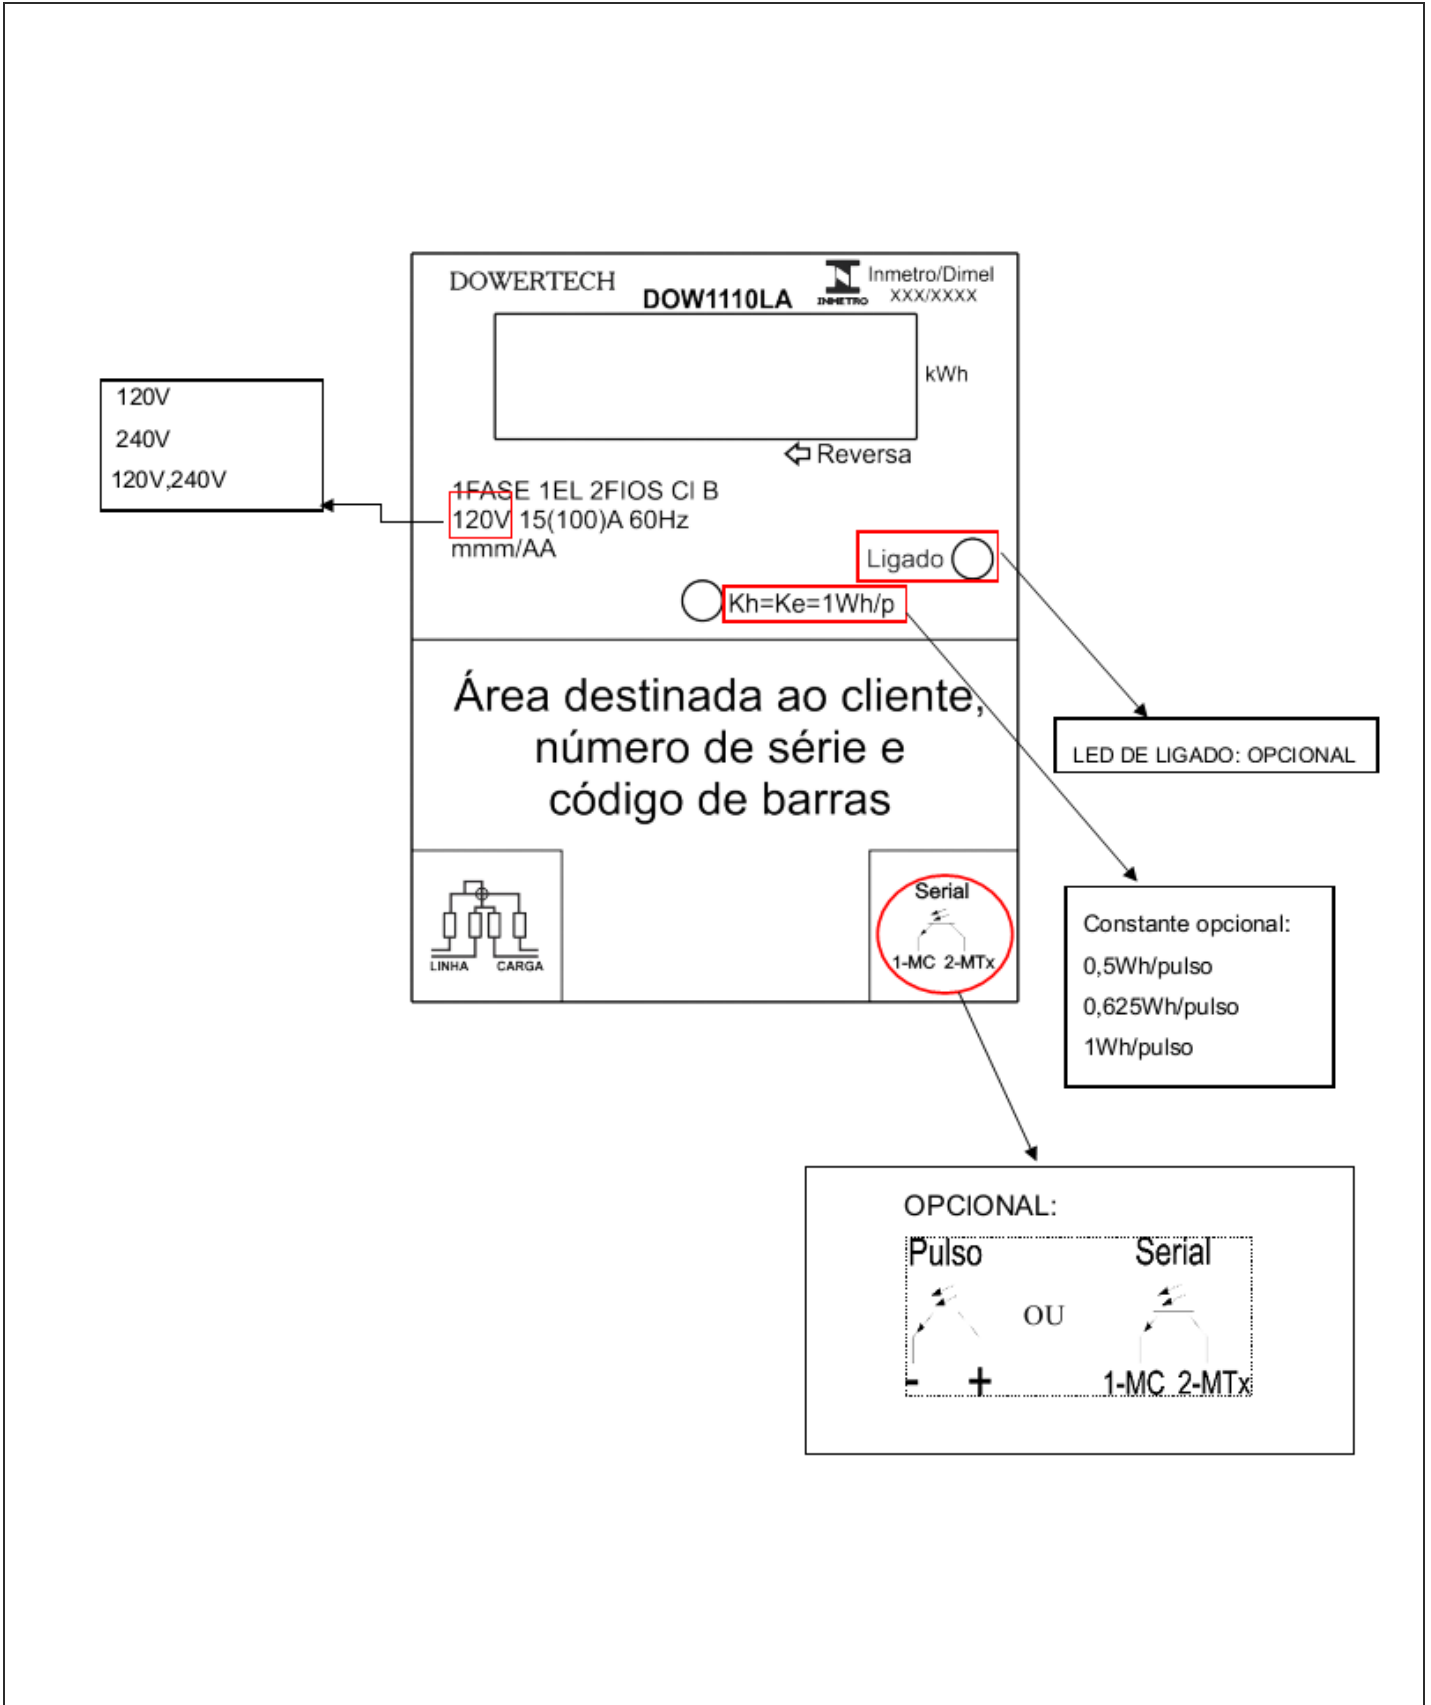 DOWERTECH
DOW1110LA
INMETRO
Inmetro/Dimel
XXX/XXXX
kWh
Reversa
120V
240V
120V,240V
1FASE 1EL 2FIOS Cl B
120V 15(100)A 60Hz
mmm/AA
Ligado
Kh=Ke=1Wh/p
Área destinada ao cliente,
número de série e
código de barras
LED DE LIGADO: OPCIONAL
LINHA CARGA
Serial
1-MC 2-MTx
Constante opcional:
0,5Wh/pulso
0,625Wh/pulso
1Wh/pulso
OPCIONAL:
Pulso
OU
Serial
- +
1-MC 2-MTx